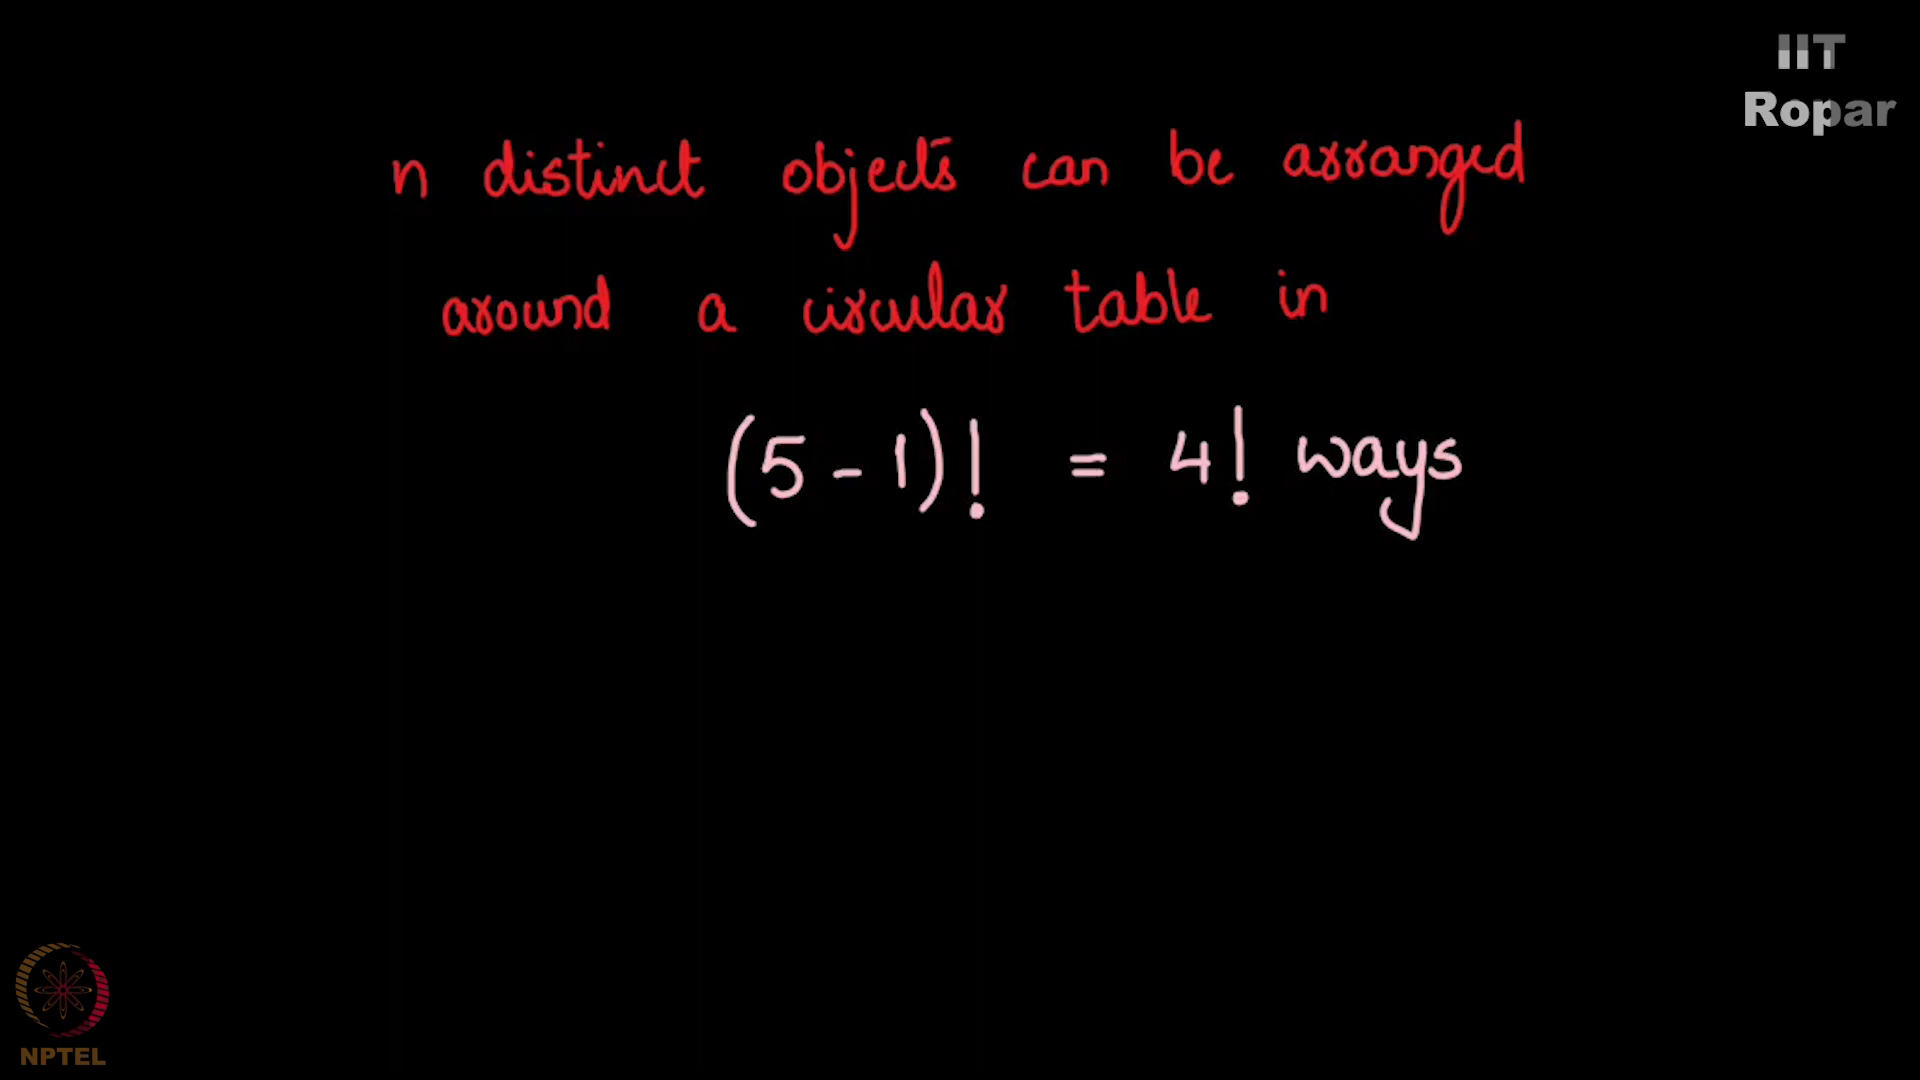 IIT
Ropar
n distinct objects can be arranged
around a circular table in
(5 - 1)! = 4! ways
NPTEL